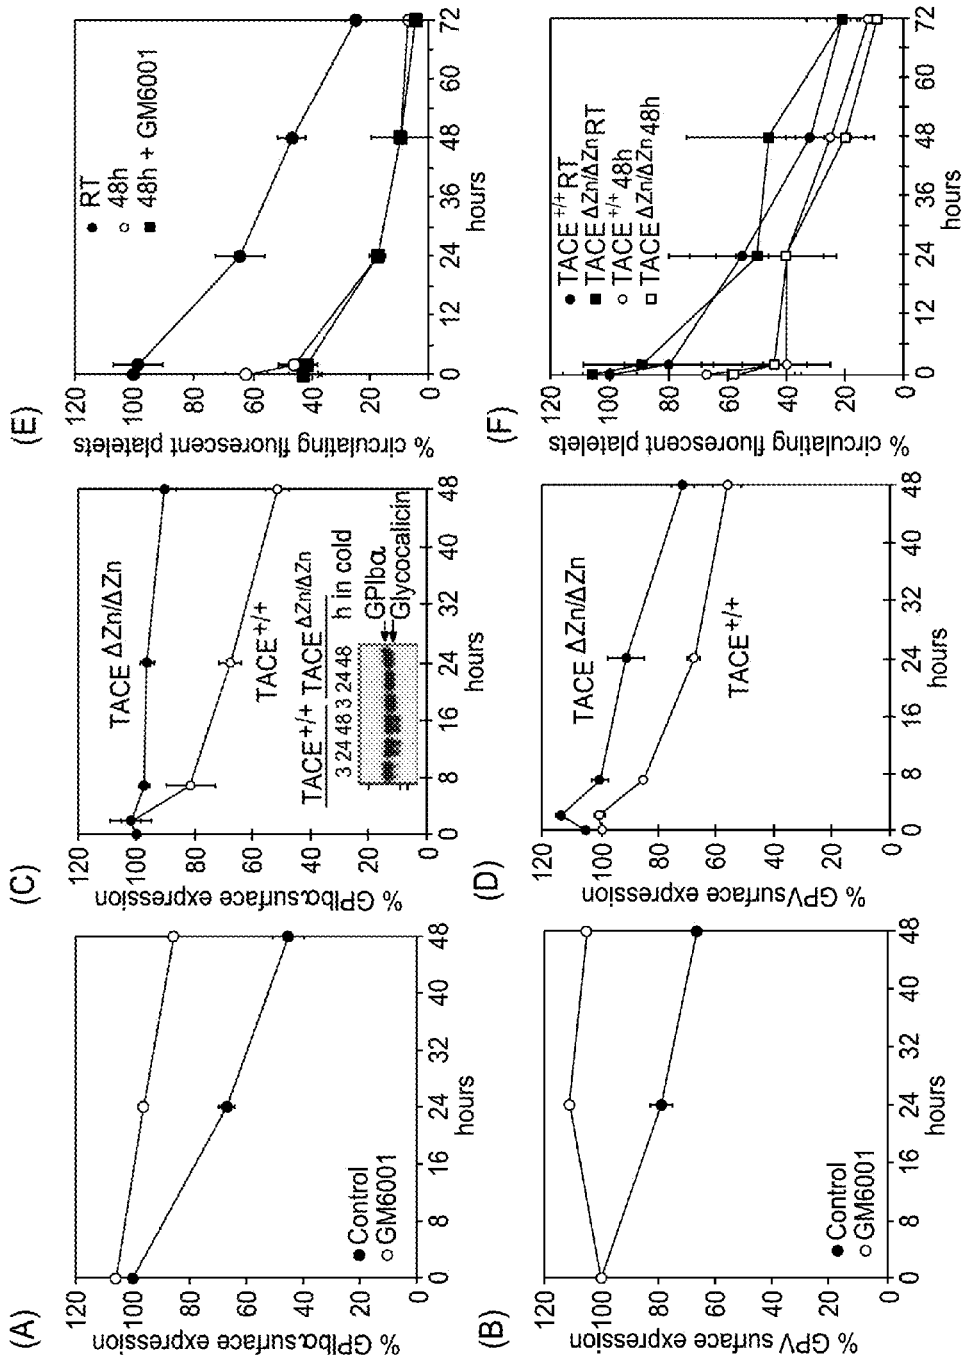 (A)
% GPIbα surface expression
120
100
80
60
40
20
0
Control
GM6001
0 8 16 24 32 40 48
hours
(B)
% GPV surface expression
120
100
80
60
40
20
0
Control
GM6001
0 8 16 24 32 40 48
hours
(C)
% GPIbα surface expression
120
100
80
60
40
20
0
TACE ΔZn/ΔZn
TACE+/+
TACE+/+ TACE ΔZn/ΔZn
3 24 48 3 24 48 h in cold
GPIbα
Glycocalicin
0 8 16 24 32 40 48
hours
(D)
% GPV surface expression
120
100
80
60
40
20
0
TACE ΔZn/ΔZn
TACE+/+
0 8 16 24 32 40 48
hours
(E)
% circulating fluorescent platelets
120
100
80
60
40
20
0
RT
48h
48h + GM6001
0 12 24 36 48 60 72
hours
(F)
% circulating fluorescent platelets
120
100
80
60
40
20
0
TACE+/+ RT
TACE ΔZn/ΔZn RT
TACE+/+ 48h
TACE ΔZn/ΔZn 48h
0 12 24 36 48 60 72
hours